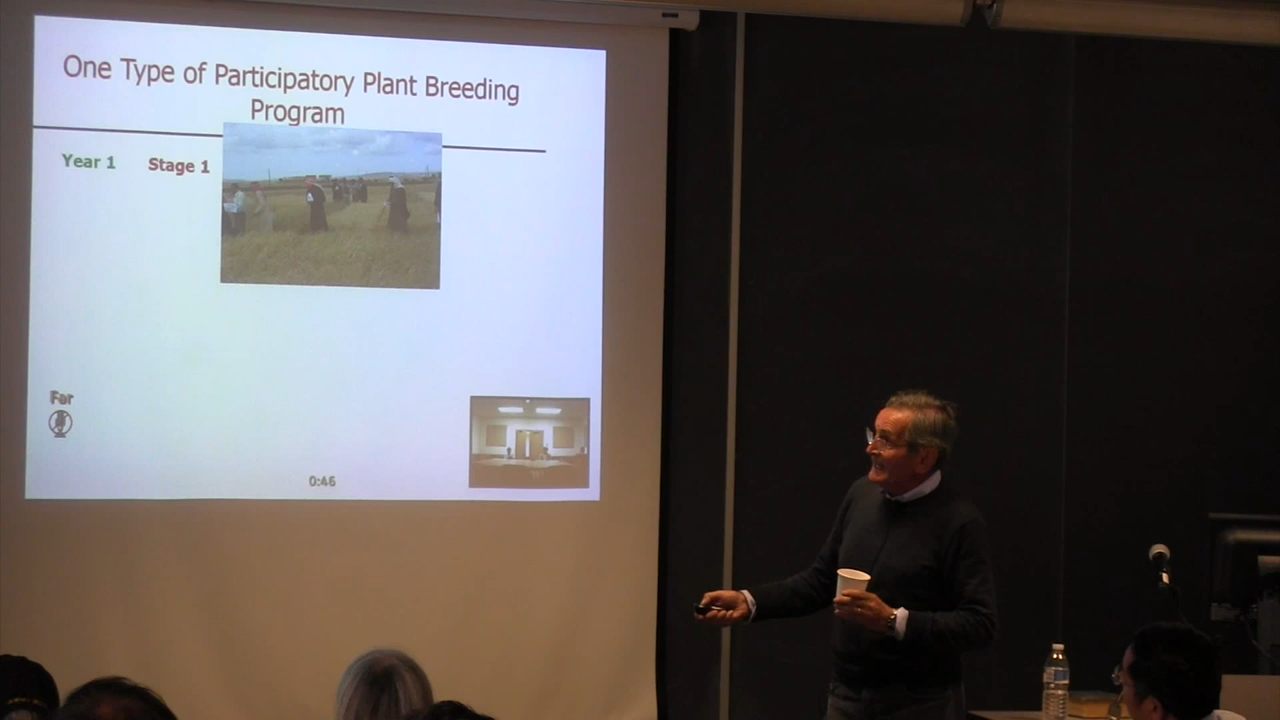 One Type of Participatory Plant Breeding
Program
Year 1 Stage 1
Far
0:46